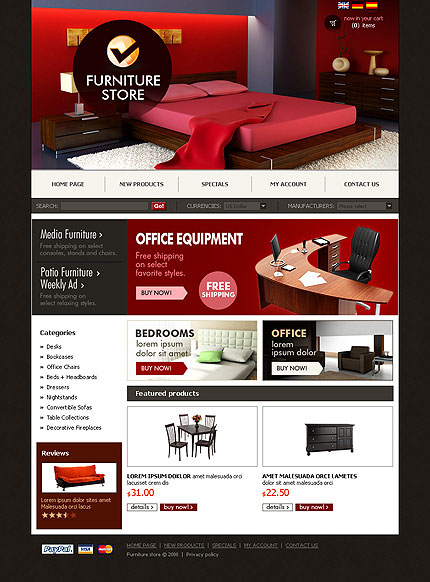 now in your cart
(0) items
FURNITURE
STORE
HOME PAGE
NEW PRODUCTS
SPECIALS
MY ACCOUNT
CONTACT US
SEARCH:
Go!
CURRENCIES:
US Dollar
MANUFACTURERS:
Please select
Media Furniture
Free shipping on select
consoles, stands and chairs.
Patio Furniture
Weekly Ad
Free shipping on
select relaxing styles.
OFFICE EQUIPMENT
Free shipping
on select
favorite styles.
BUY NOW!
FREE
SHIPPING
Categories
» Desks
» Bookcases
» Office Chairs
» Beds + Headboards
» Dressers
» Nightstands
» Convertible Sofas
» Table Collections
» Decorative Fireplaces
BEDROOMS
lorem ipsum
dolor sit amet
BUY NOW!
OFFICE
lorem ipsum
dolor
BUY NOW!
Featured products
LOREM IPSUM DOKLOR amet malesuada orci
lacusset crem dis
$31.00
details
buy now!
AMET MALESUADA ORCI LAMETES
dolor sit amet malesuada orci
$22.50
details
buy now!
Reviews
Lorem ipsum dolor sites amet
Malesuada orci lacus
PayPal
VISA
HOME PAGE | NEW PRODUCTS | SPECIALS | MY ACCOUNT | CONTACT US
Furniture store © 2008 | Privacy policy